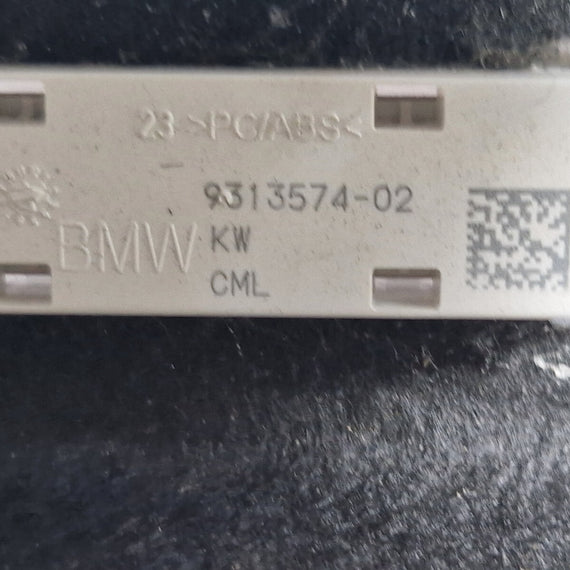 23 >PC/ABS<
9313574-02
BMW KW
CML